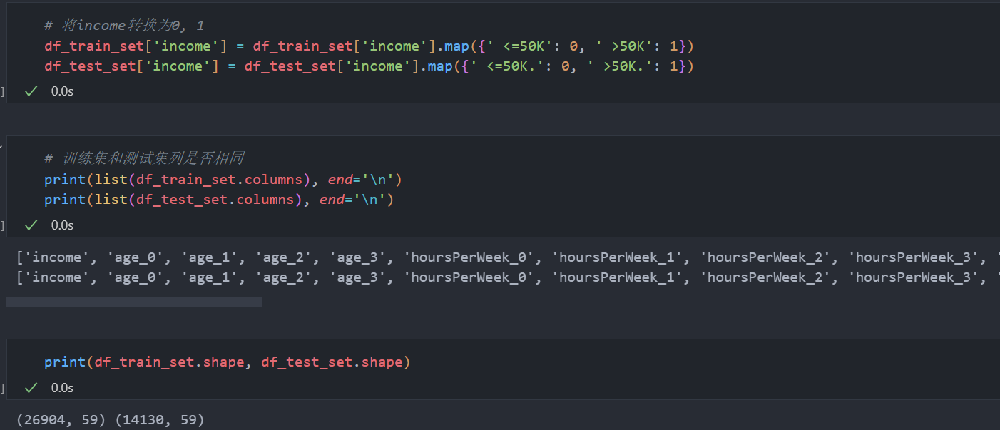 # 将income转换为0, 1
df_train_set['income'] = df_train_set['income'].map({' <=50K': 0, ' >50K': 1})
df_test_set['income'] = df_test_set['income'].map({' <=50K.': 0, ' >50K.': 1})
] ✓ 0.0s
# 训练集和测试集列是否相同
print(list(df_train_set.columns), end='\n')
print(list(df_test_set.columns), end='\n')
] ✓ 0.0s
['income', 'age_0', 'age_1', 'age_2', 'age_3', 'hoursPerWeek_0', 'hoursPerWeek_1', 'hoursPerWeek_2', 'hoursPerWeek_3', '
['income', 'age_0', 'age_1', 'age_2', 'age_3', 'hoursPerWeek_0', 'hoursPerWeek_1', 'hoursPerWeek_2', 'hoursPerWeek_3', '
print(df_train_set.shape, df_test_set.shape)
] ✓ 0.0s
(26904, 59) (14130, 59)